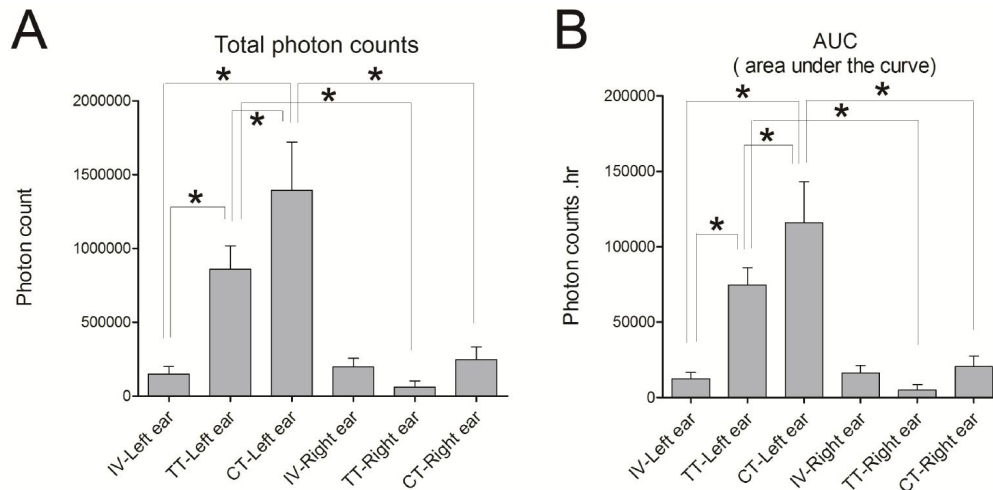 A
Total photon counts
Photon count
2000000
1500000
1000000
500000
0
*
*
*
*
*
IV-Left ear
TT-Left ear
CT-Left ear
IV-Right ear
TT-Right ear
CT-Right ear
B
AUC
( area under the curve)
Photon counts .hr
200000
150000
100000
50000
0
*
*
*
*
*
IV-Left ear
TT-Left ear
CT-Left ear
IV-Right ear
TT-Right ear
CT-Right ear